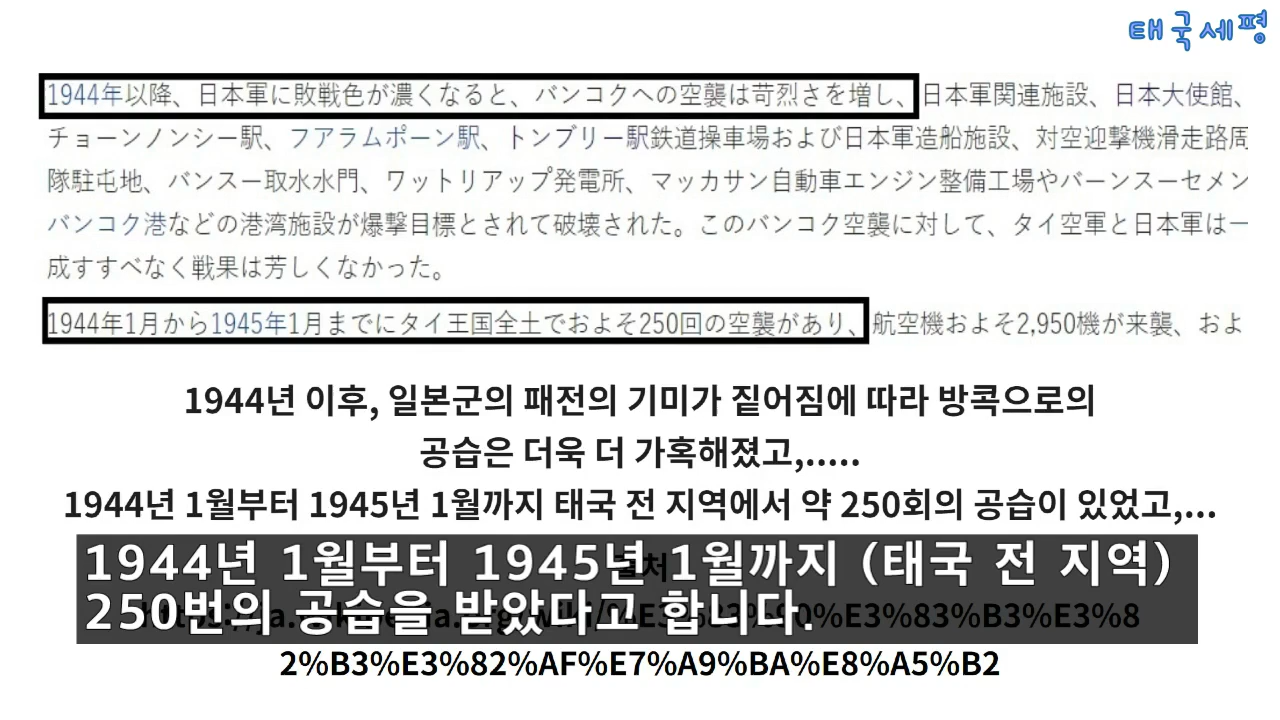 태국세평
1944年以降、日本軍に敗戦色が濃くなると、バンコクへの空襲は苛烈さを増し、日本軍関連施設、日本大使館、
チョーンノンシー駅、フアラムポーン駅、トンブリー駅鉄道操車場および日本軍造船施設、対空迎撃機滑走路周
隊駐屯地、バンスー取水水門、ワットリアップ発電所、マッカサン自動車エンジン整備工場やバーンスーセメン
バンコク港などの港湾施設が爆撃目標とされて破壊された。このバンコク空襲に対して、タイ空軍と日本軍は一
成すすべなく戦果は芳しくなかった。
1944年1月から1945年1月までにタイ王国全土でおよそ250回の空襲があり、航空機およそ2,950機が来襲、およ
1944년 이후, 일본군의 패전의 기미가 짙어짐에 따라 방콕으로의
공습은 더욱 더 가혹해졌고,.....
1944년 1월부터 1945년 1월까지 태국 전 지역에서 약 250회의 공습이 있었고,...
출처
1944년 1월부터 1945년 1월까지 (태국 전 지역)
250번의 공습을 받았다고 합니다.
https://ja.wikipedia.org/wiki/%E3%83%90%E3%83%B3%E3%8
2%B3%E3%82%AF%E7%A9%BA%E8%A5%B2